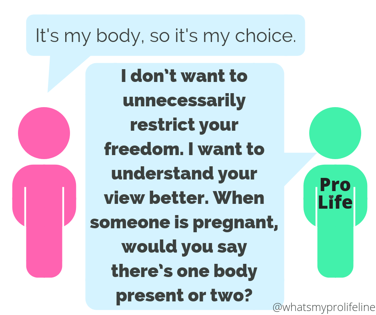 It's my body, so it's my choice.
I don't want to
unnecessarily
restrict your
freedom. I want to
understand your
view better. When
someone is pregnant,
would you say
there's one body
present or two?
Pro
Life
@whatsmyprolifeline